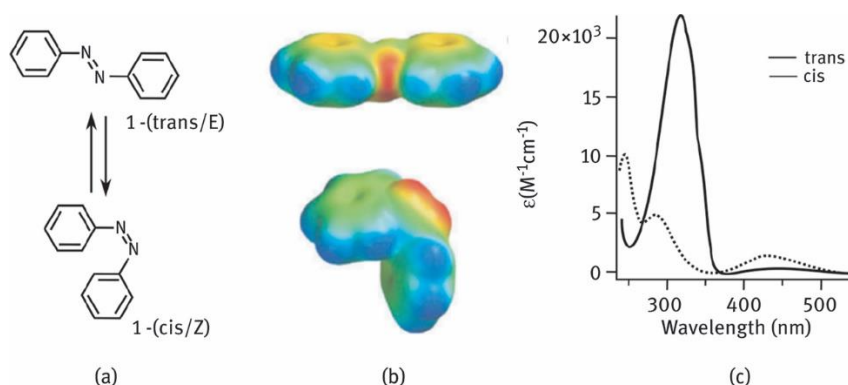 N
N
1-(trans/E)
N
N
1-(cis/Z)
(a)
(b)
20×10³
15
10
5
0
ε(M⁻¹cm⁻¹)
trans
cis
300
400
500
Wavelength (nm)
(c)